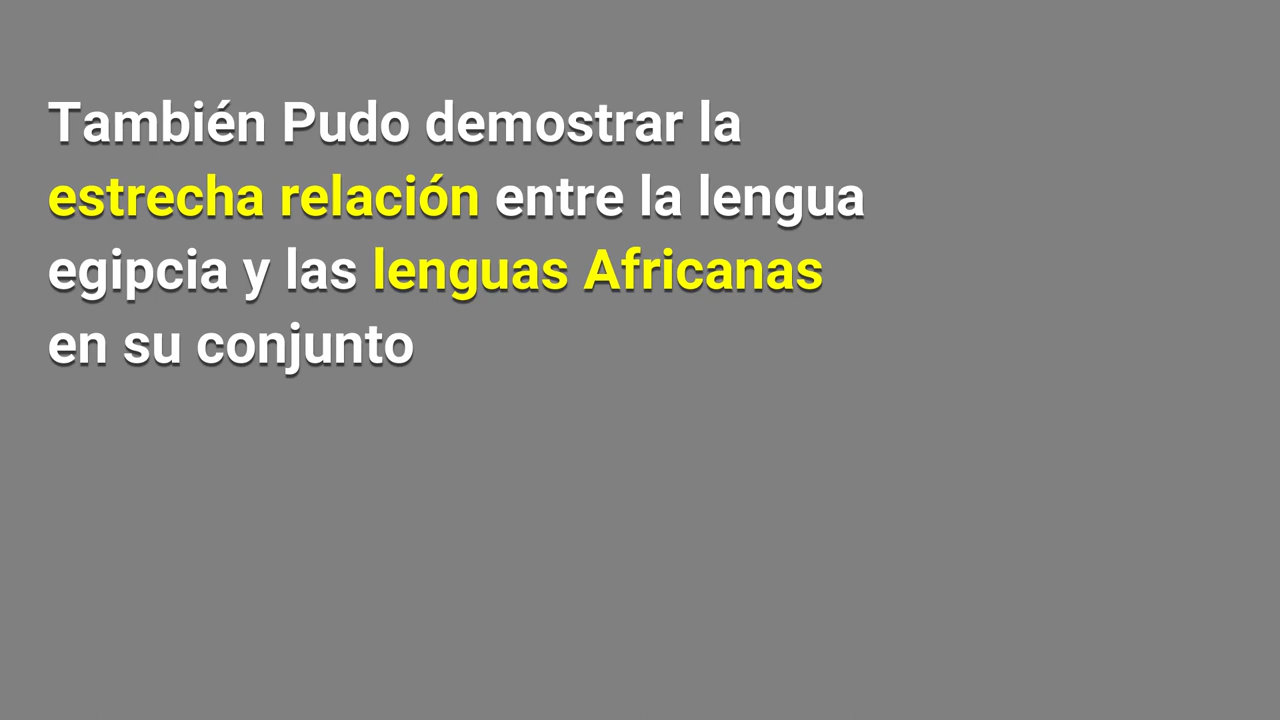 También Pudo demostrar la
estrecha relación entre la lengua
egipcia y las lenguas Africanas
en su conjunto